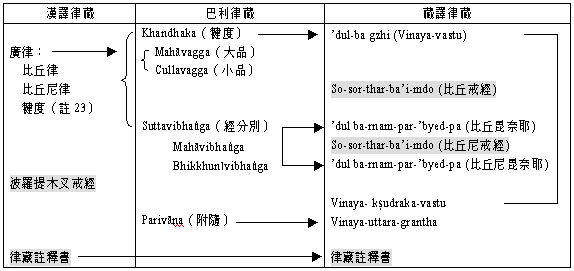 漢譯律藏 巴利律藏 藏譯律藏
Khandhaka（犍度） ’dul-ba gzhi (Vinaya-vastu)
廣律： Mahāvagga（大品）
比丘律 Cullavagga（小品）
比丘尼律 So-sor-thar-ba’i-mdo (比丘戒經)
犍度（註 23）
Suttavibhaṅga（經分別） ’dul ba-rnam-par-’byed-pa (比丘毘奈耶)
Mahāvibhaṅga So-sor-thar-ba’i-mdo (比丘尼戒經)
Bhikkhunīvibhaṅga ’dul ba-rnam-par-’byed-pa (比丘尼毘奈耶)
波羅提木叉戒經
Vinaya- kṣudraka-vastu
（附隨） Vinaya-uttara-grantha
律藏註釋書 律藏註釋書